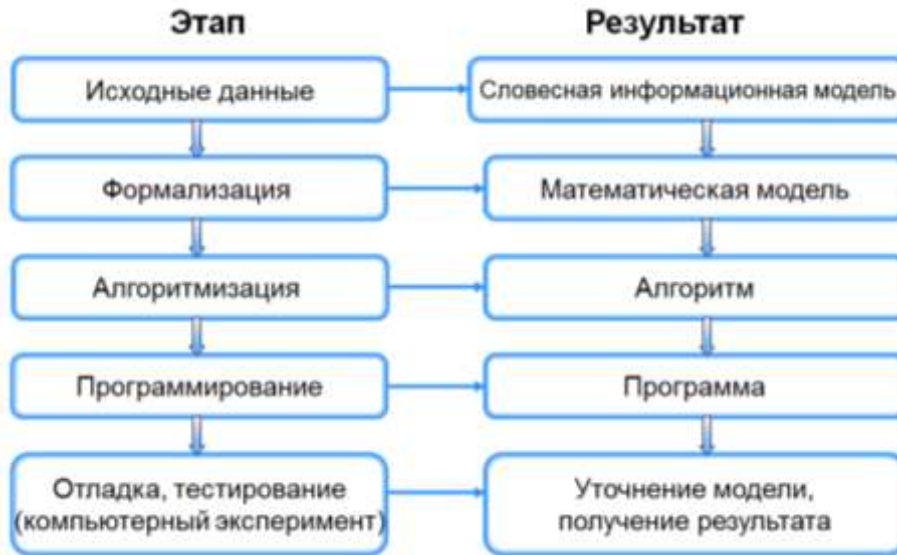 Этап Результат
Исходные данные Словесная информационная модель
Формализация Математическая модель
Алгоритмизация Алгоритм
Программирование Программа
Отладка, тестирование
(компьютерный эксперимент)
Уточнение модели,
получение результата